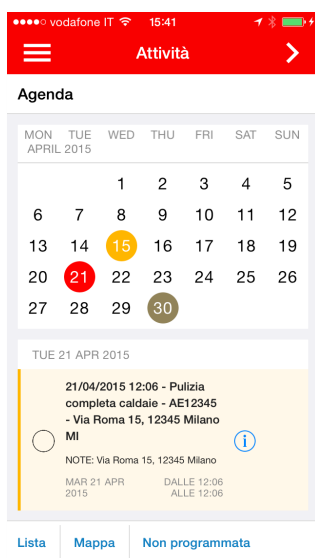 vodafone IT 15:41
Attività
Agenda
MON TUE WED THU FRI SAT SUN
APRIL 2015
1 2 3 4 5
6 7 8 9 10 11 12
13 14 15 16 17 18 19
20 21 22 23 24 25 26
27 28 29 30
TUE 21 APR 2015
21/04/2015 12:06 - Pulizia
completa caldaie - AE12345
- Via Roma 15, 12345 Milano
MI
NOTE: Via Roma 15, 12345 Milano
MAR 21 APR DALLE 12:06
2015 ALLE 12:06
Lista Mappa Non programmata